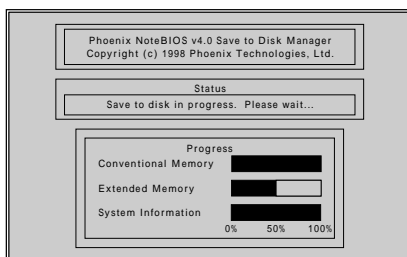 Phoenix NoteBIOS v4.0 Save to Disk Manager
Copyright (c) 1998 Phoenix Technologies, Ltd.
Status
Save to disk in progress. Please wait...
Progress
Conventional Memory
Extended Memory
System Information
0% 50% 100%